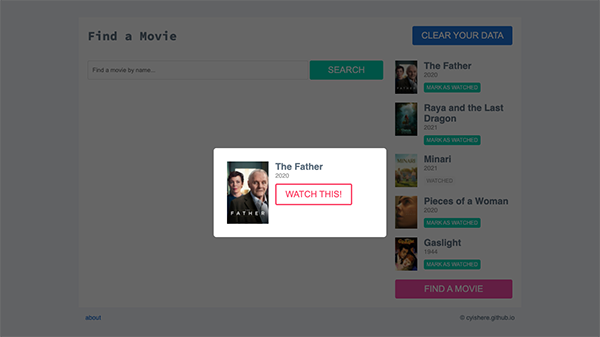 Find a Movie
CLEAR YOUR DATA
Find a movie by name...
SEARCH
The Father
2020
MARK AS WATCHED
Raya and the Last
Dragon
2021
MARK AS WATCHED
Minari
2021
WATCHED
Pieces of a Woman
2020
MARK AS WATCHED
Gaslight
1944
MARK AS WATCHED
FIND A MOVIE
The Father
2020
WATCH THIS!
FATHER
about
© cyishere.github.io